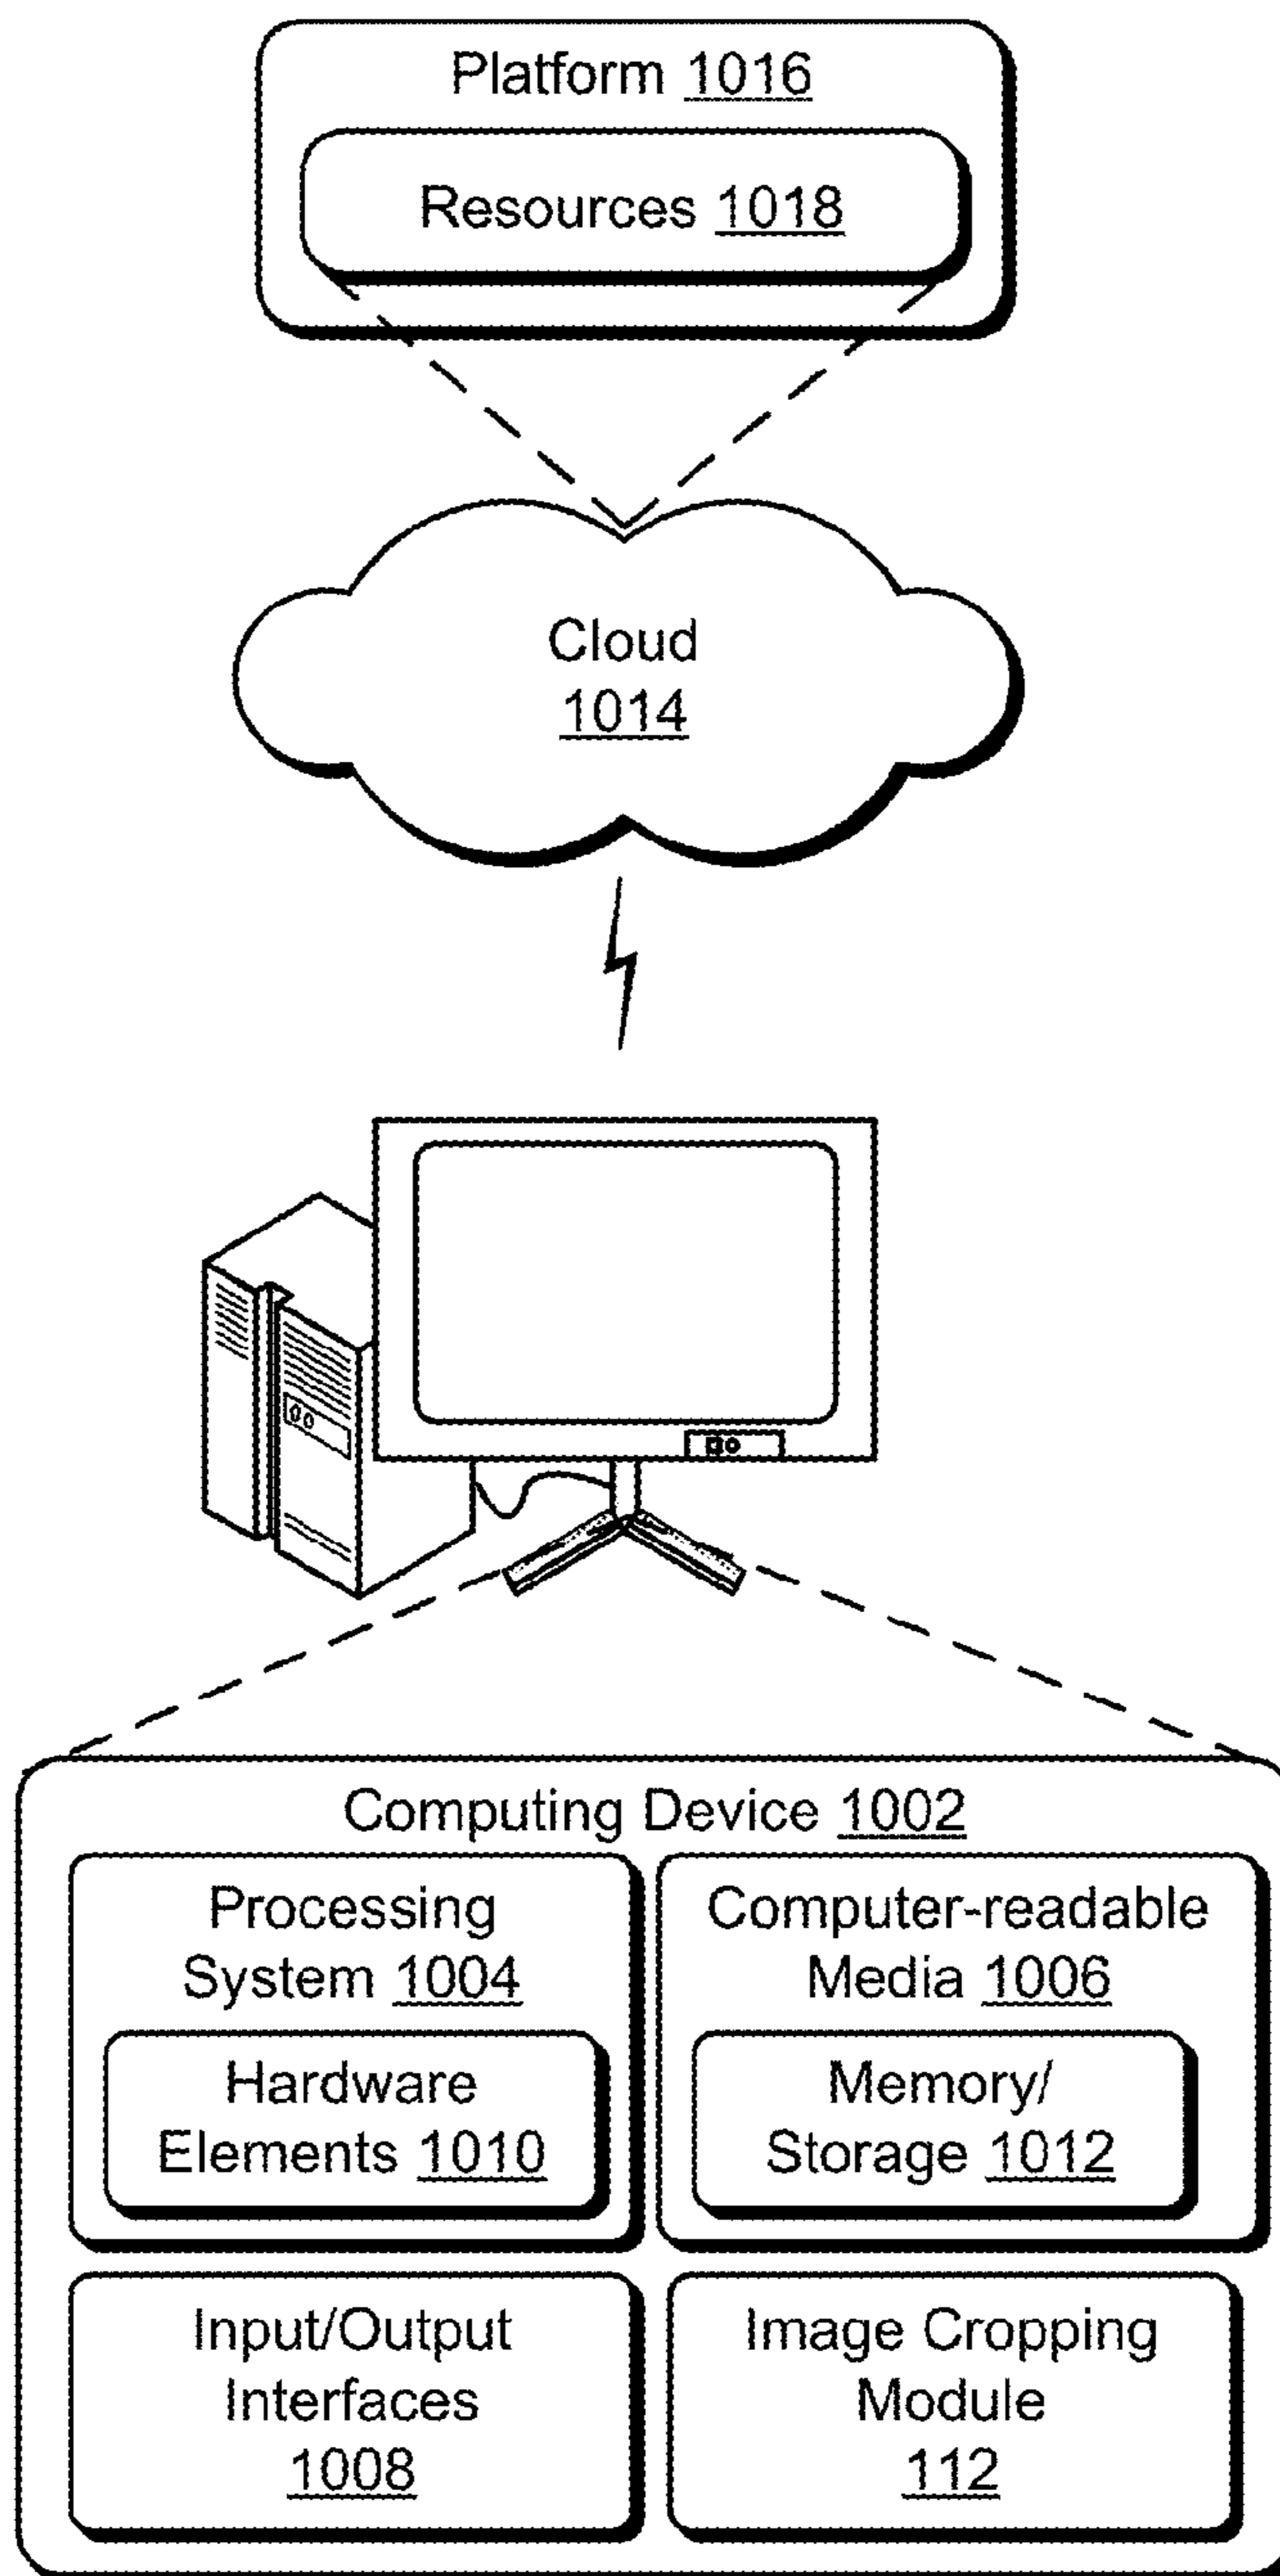 Platform 1016
Resources 1018
Cloud
1014
Computing Device 1002
Processing
System 1004
Hardware
Elements 1010
Computer-readable
Media 1006
Memory/
Storage 1012
Input/Output
Interfaces
1008
Image Cropping
Module
112